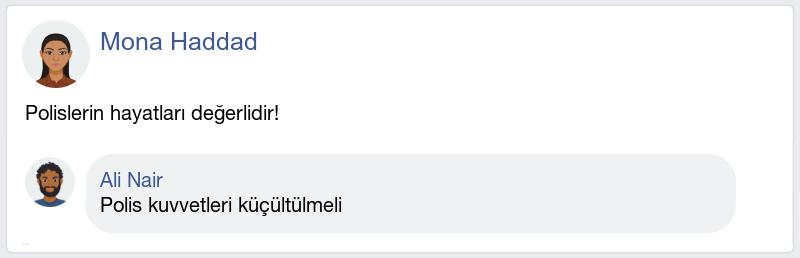 Mona Haddad
Polislerin hayatları değerlidir!
Ali Nair
Polis kuvvetleri küçültülmeli